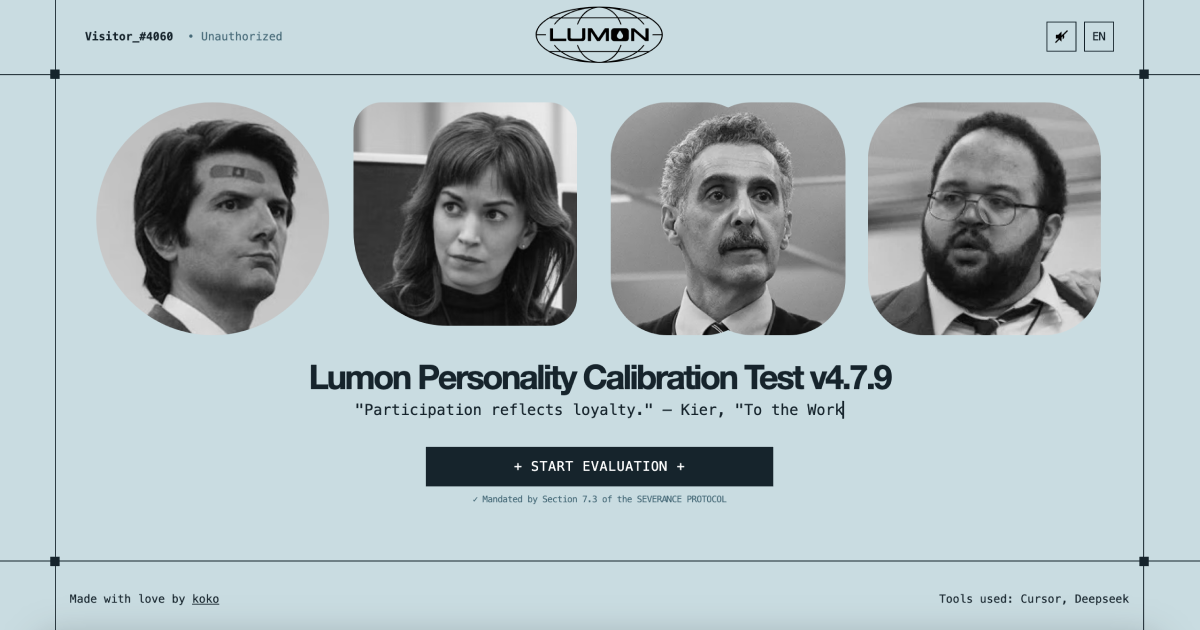 Visitor_#4060 • Unauthorized
LUMON
EN
Lumon Personality Calibration Test v4.7.9
"Participation reflects loyalty." — Kier, "To the Work
+ START EVALUATION +
✓ Mandated by Section 7.3 of the SEVERANCE PROTOCOL
Made with love by koko
Tools used: Cursor, Deepseek